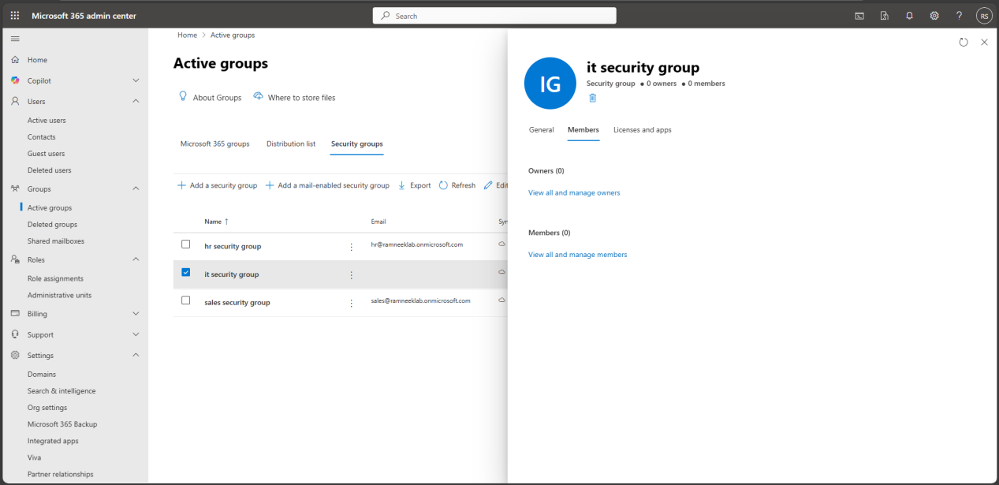 Microsoft 365 admin center
Search
RS
Home
Copilot
Users
Active users
Contacts
Guest users
Deleted users
Groups
Active groups
Deleted groups
Shared mailboxes
Roles
Role assignments
Administrative units
Billing
Support
Settings
Domains
Search & intelligence
Org settings
Microsoft 365 Backup
Integrated apps
Viva
Partner relationships
Home > Active groups
Active groups
About Groups Where to store files
Microsoft 365 groups Distribution list Security groups
Add a security group Add a mail-enabled security group Export Refresh Edit
Name ↑ Email Syn
hr security group hr@ramneeklab.onmicrosoft.com
it security group
sales security group sales@ramneeklab.onmicrosoft.com
IG
it security group
Security group ● 0 owners ● 0 members
General Members Licenses and apps
Owners (0)
View all and manage owners
Members (0)
View all and manage members